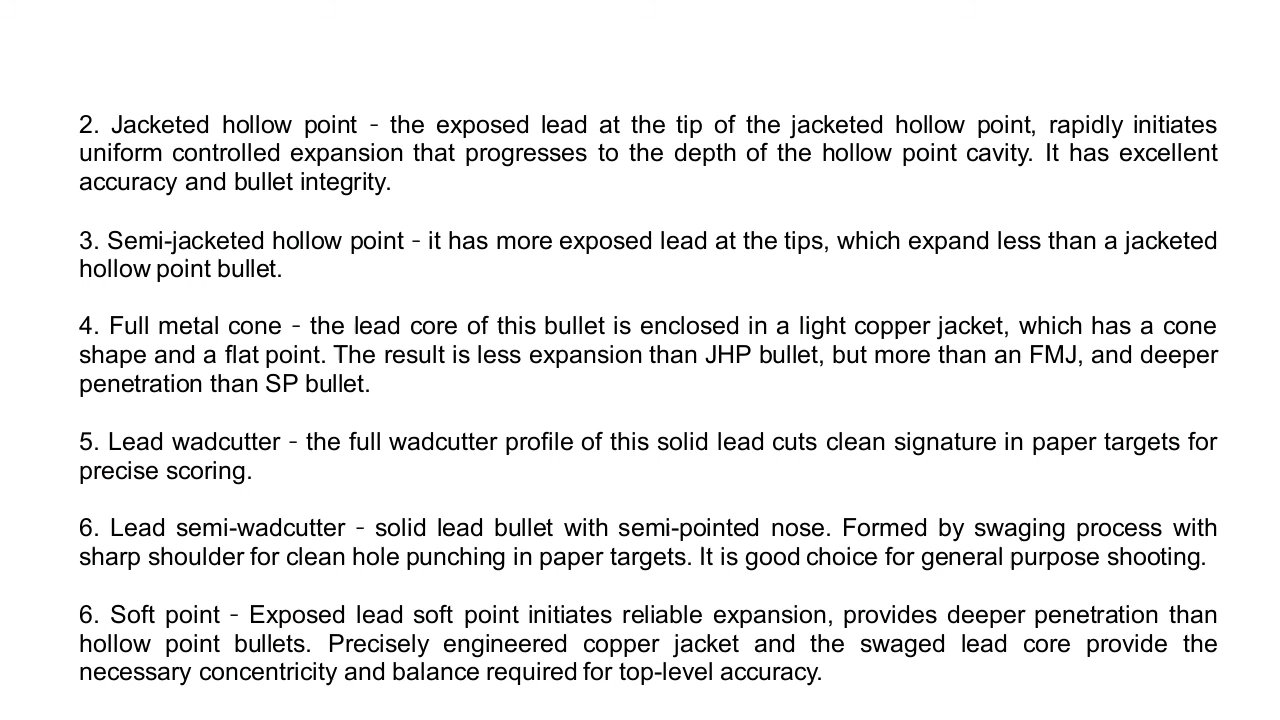 2. Jacketed hollow point – the exposed lead at the tip of the jacketed hollow point, rapidly initiates
uniform controlled expansion that progresses to the depth of the hollow point cavity. It has excellent
accuracy and bullet integrity.
3. Semi-jacketed hollow point – it has more exposed lead at the tips, which expand less than a jacketed
hollow point bullet.
4. Full metal cone – the lead core of this bullet is enclosed in a light copper jacket, which has a cone
shape and a flat point. The result is less expansion than JHP bullet, but more than an FMJ, and deeper
penetration than SP bullet.
5. Lead wadcutter – the full wadcutter profile of this solid lead cuts clean signature in paper targets for
precise scoring.
6. Lead semi-wadcutter – solid lead bullet with semi-pointed nose. Formed by swaging process with
sharp shoulder for clean hole punching in paper targets. It is good choice for general purpose shooting.
6. Soft point – Exposed lead soft point initiates reliable expansion, provides deeper penetration than
hollow point bullets. Precisely engineered copper jacket and the swaged lead core provide the
necessary concentricity and balance required for top-level accuracy.